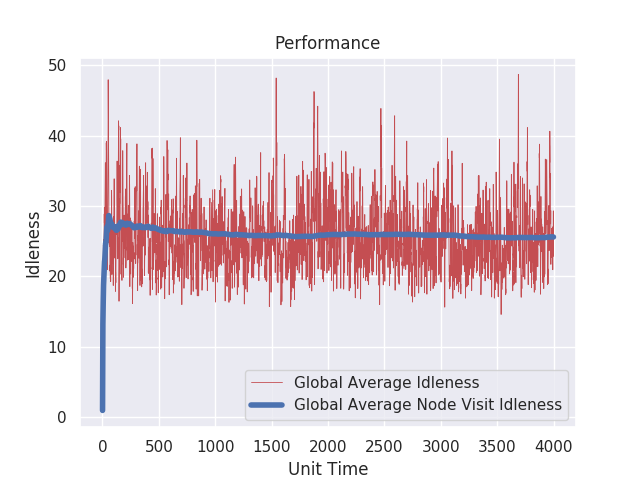 Performance
50
40
30
20
10
0
Idleness
Global Average Idleness
Global Average Node Visit Idleness
0 500 1000 1500 2000 2500 3000 3500 4000
Unit Time